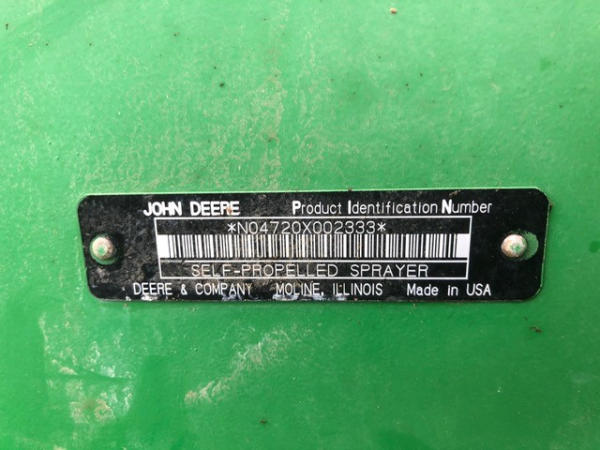 JOHN DEERE Product Identification Number
*N04720X002333*
SELF-PROPELLED SPRAYER
DEERE & COMPANY MOLINE, ILLINOIS Made in USA